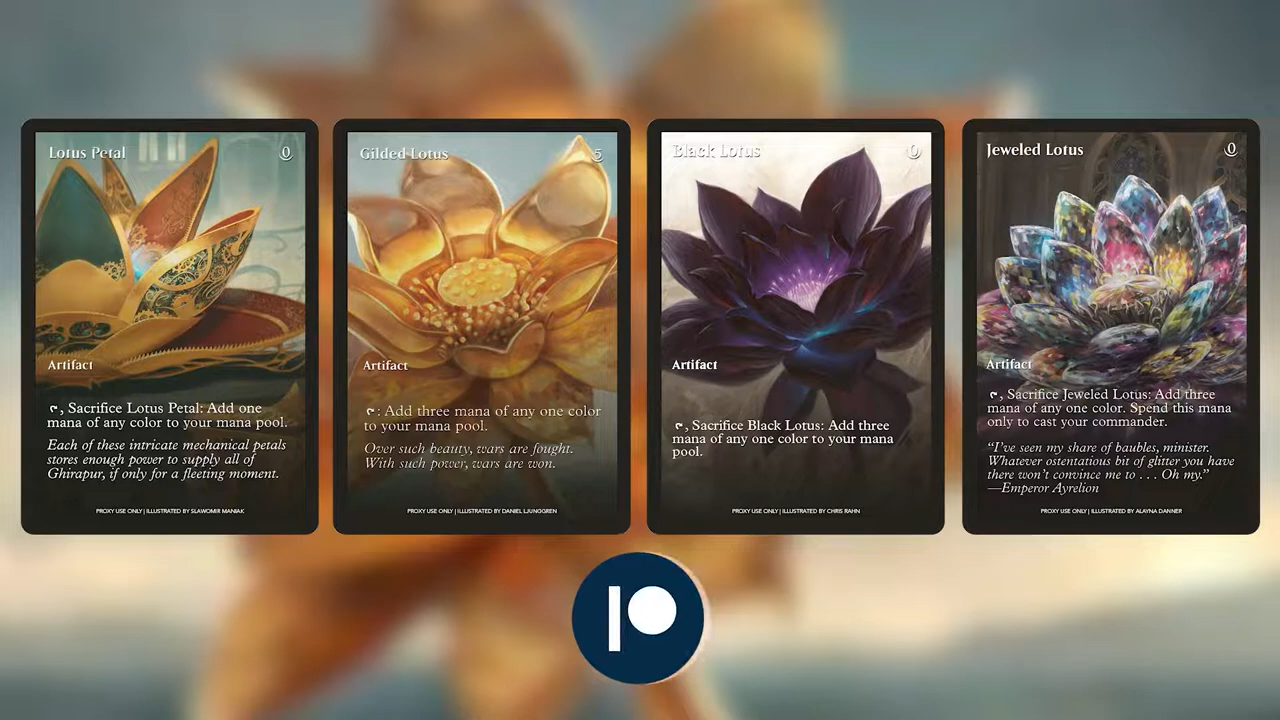 Lotus Petal 0
Artifact
, Sacrifice Lotus Petal: Add one
mana of any color to your mana pool.
Each of these intricate mechanical petals
stores enough power to supply all of
Ghirapur, if only for a fleeting moment.
PROXY USE ONLY | ILLUSTRATED BY SLAWOMIR MANIAK
Gilded Lotus 5
Artifact
: Add three mana of any one color
to your mana pool.
Over such beauty, wars are fought.
With such power, wars are won.
PROXY USE ONLY | ILLUSTRATED BY DANIEL LJUNGGREN
Black Lotus 0
Artifact
, Sacrifice Black Lotus: Add three
mana of any one color to your mana
pool.
PROXY USE ONLY | ILLUSTRATED BY CHRIS RAHN
Jeweled Lotus 0
Artifact
, Sacrifice Jeweled Lotus: Add three
mana of any one color. Spend this mana
only to cast your commander.
“I’ve seen my share of baubles, minister.
Whatever ostentatious bit of glitter you have
there won’t convince me to . . . Oh my.”
—Emperor Ayrelion
PROXY USE ONLY | ILLUSTRATED BY ALAYNA DANNER